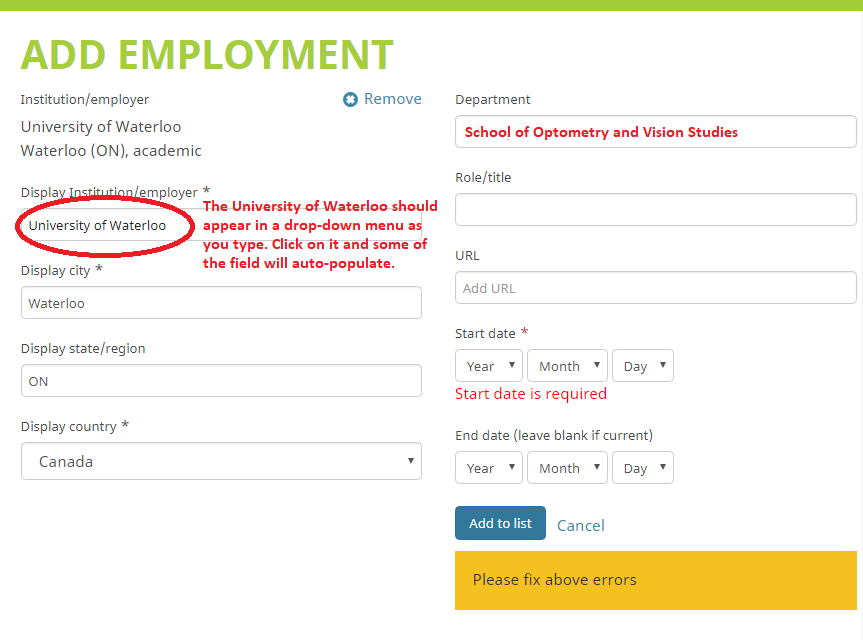 ADD EMPLOYMENT
Institution/employer
Remove
University of Waterloo
Waterloo (ON), academic
Display Institution/employer *
University of Waterloo
The University of Waterloo should
appear in a drop-down menu as
you type. Click on it and some of
the field will auto-populate.
Display city *
Waterloo
Display state/region
ON
Display country *
Canada
Department
School of Optometry and Vision Studies
Role/title
URL
Add URL
Start date *
Year Month Day
Start date is required
End date (leave blank if current)
Year Month Day
Add to list Cancel
Please fix above errors